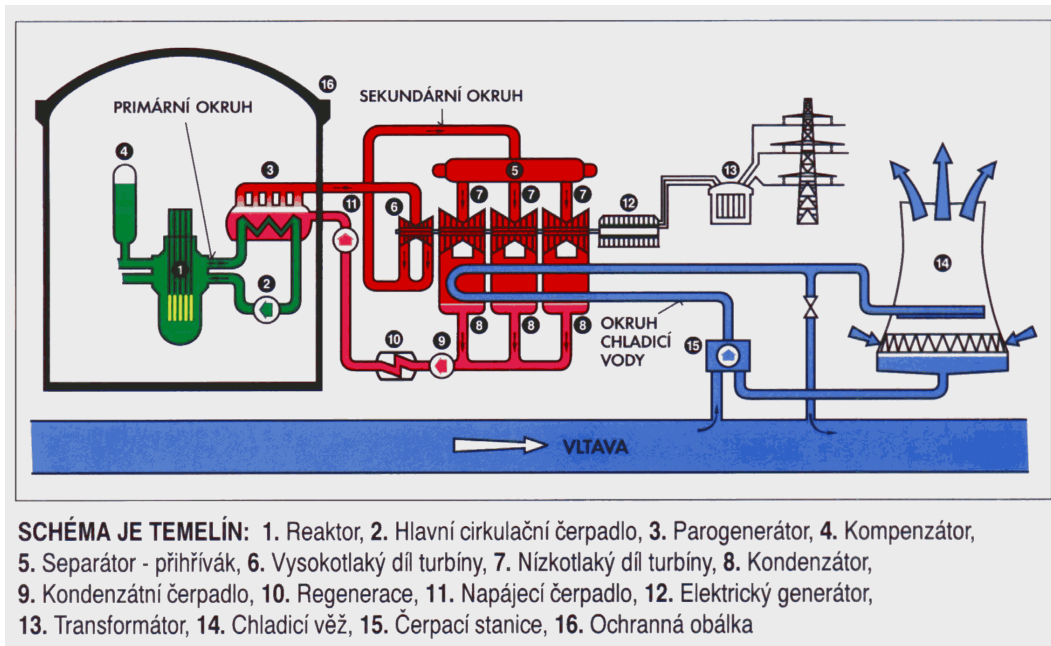 PRIMÁRNÍ OKRUH
16
SEKUNDÁRNÍ OKRUH
4
3
5
13
11
6
7
7
7
12
1
2
14
8
8
8
10
9
OKRUH
CHLADICÍ
VODY
15
VLTAVA
SCHÉMA JE TEMELÍN: 1. Reaktor, 2. Hlavní cirkulační čerpadlo, 3. Parogenerátor, 4. Kompenzátor,
5. Separátor - přihřívák, 6. Vysokotlaký díl turbíny, 7. Nízkotlaký díl turbíny, 8. Kondenzátor,
9. Kondenzátní čerpadlo, 10. Regenerace, 11. Napájecí čerpadlo, 12. Elektrický generátor,
13. Transformátor, 14. Chladicí věž, 15. Čerpací stanice, 16. Ochranná obálka